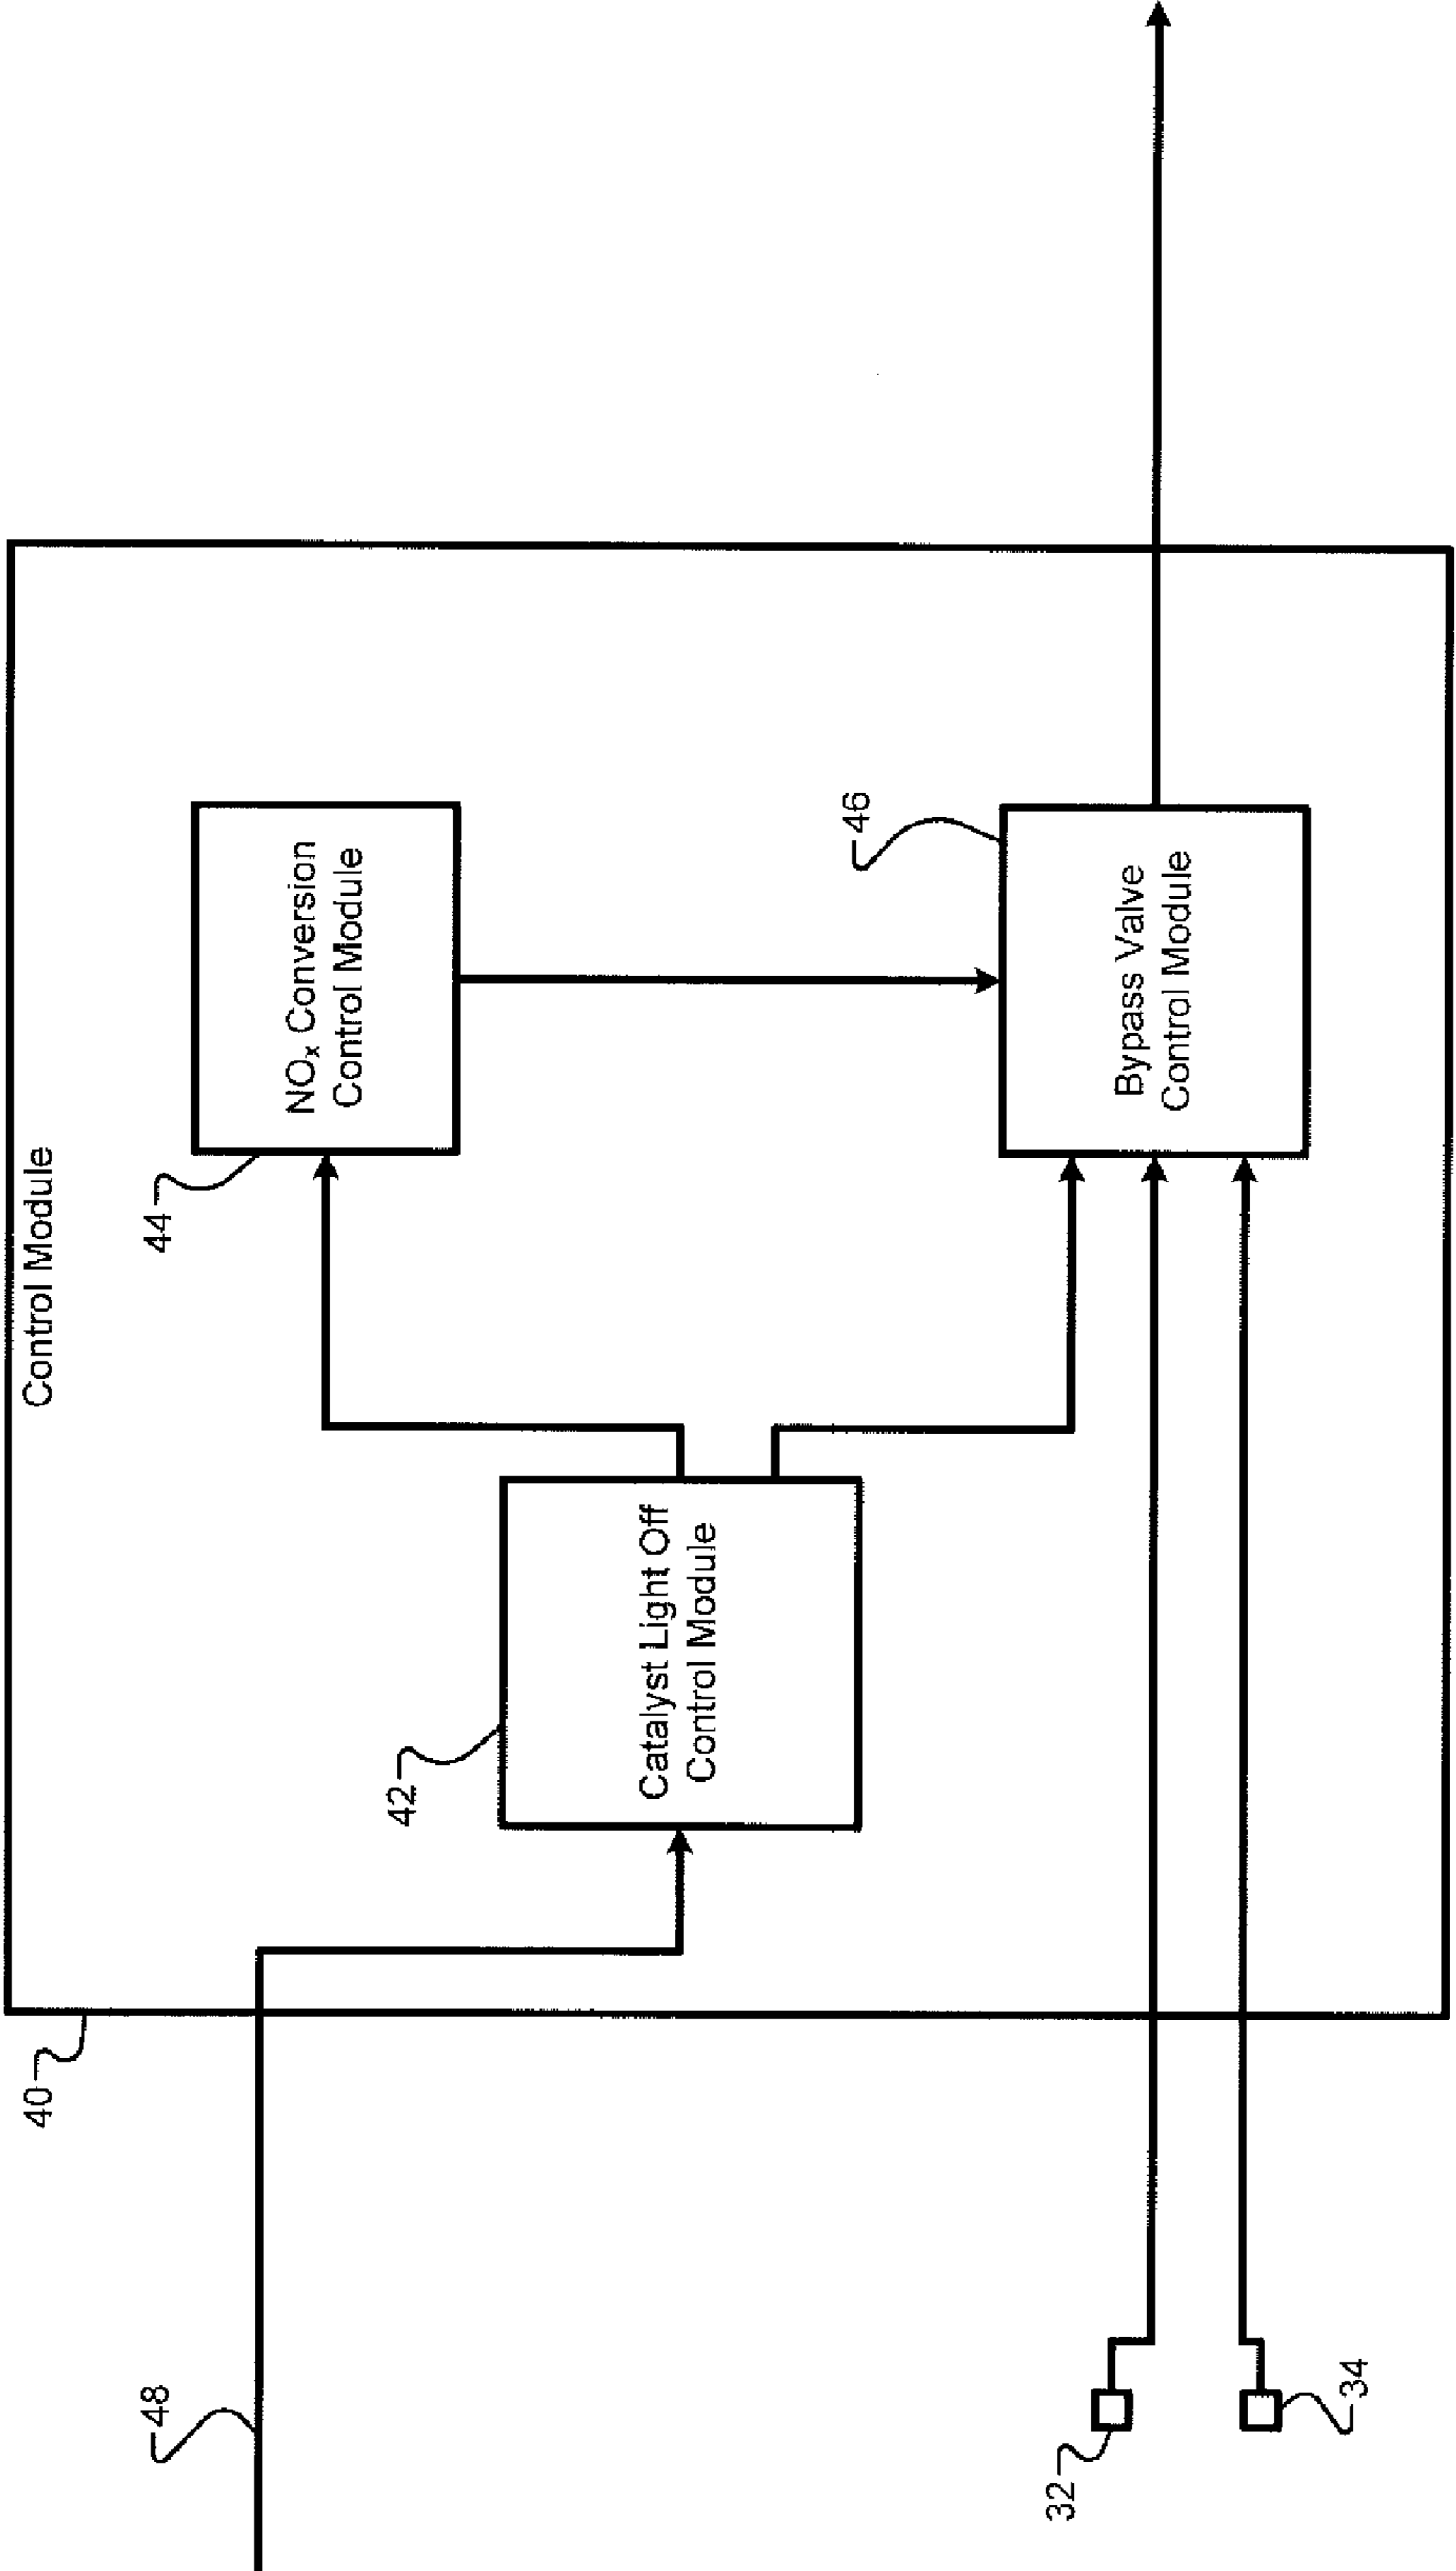 Control Module
40
48
44
NOₓ Conversion
Control Module
42
Catalyst Light Off
Control Module
46
Bypass Valve
Control Module
32
34